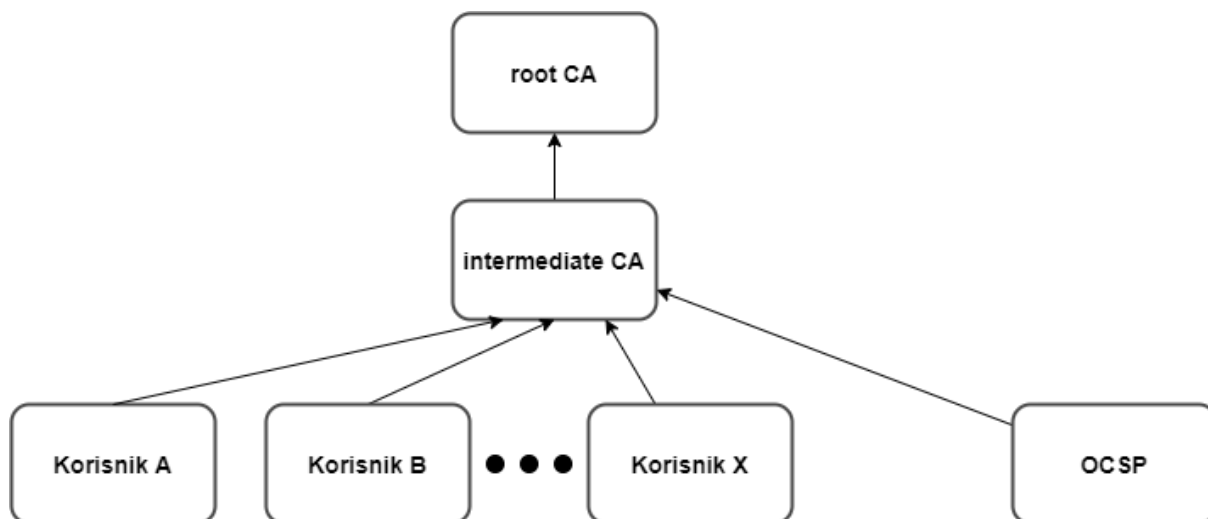 root CA
intermediate CA
Korisnik A
Korisnik B
Korisnik X
OCSP